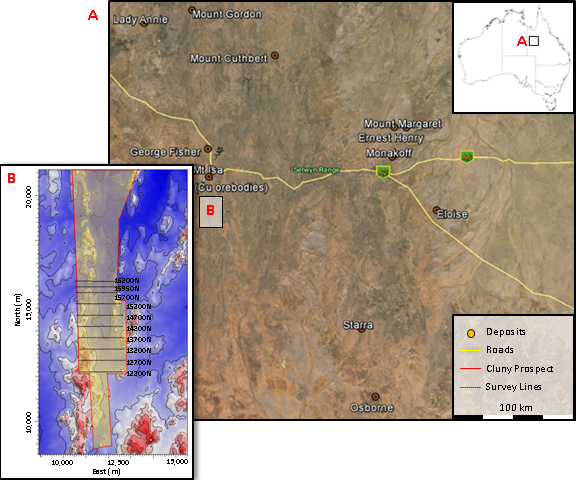 A
Lady Annie
Mount Gordon
Mount Cuthbert
A
Mount Margaret
Ernest Henry
Monakoff
George Fisher
Mt Isa
(Cu orebodies)
Selwyn Range
B
Eloise
Starra
Osborne
Deposits
Roads
Cluny Prospect
Survey Lines
100 km
B
20,000
15,000
10,000
North (m)
16200N
15950N
15700N
15200N
14700N
14200N
13700N
13200N
12700N
12200N
10,000
12,500
15,000
East (m)